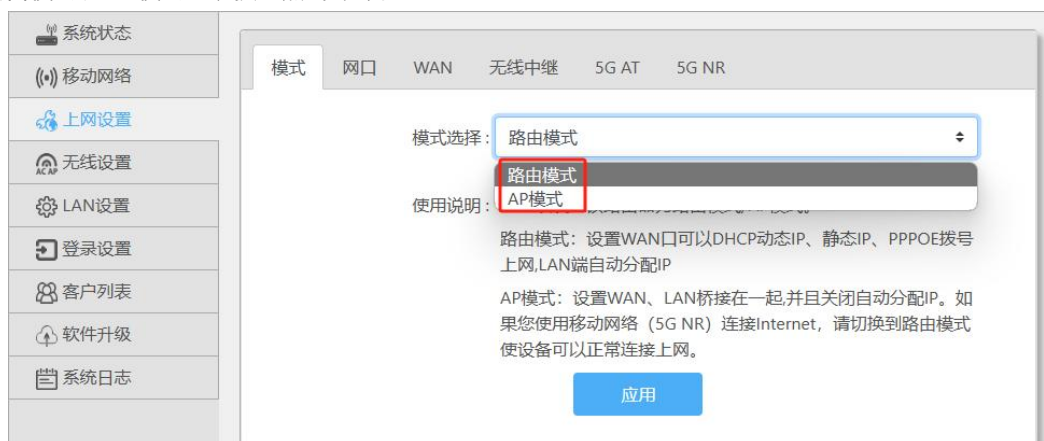 系统状态
移动网络
上网设置
无线设置
LAN设置
登录设置
客户列表
软件升级
系统日志
模式 网口 WAN 无线中继 5G AT 5G NR
模式选择: 路由模式
路由模式
AP模式
使用说明:
路由模式：设置WAN口可以DHCP动态IP、静态IP、PPPOE拨号
上网,LAN端自动分配IP
AP模式：设置WAN、LAN桥接在一起,并且关闭自动分配IP。如
果您使用移动网络（5G NR）连接Internet，请切换到路由模式
使设备可以正常连接上网。
应用